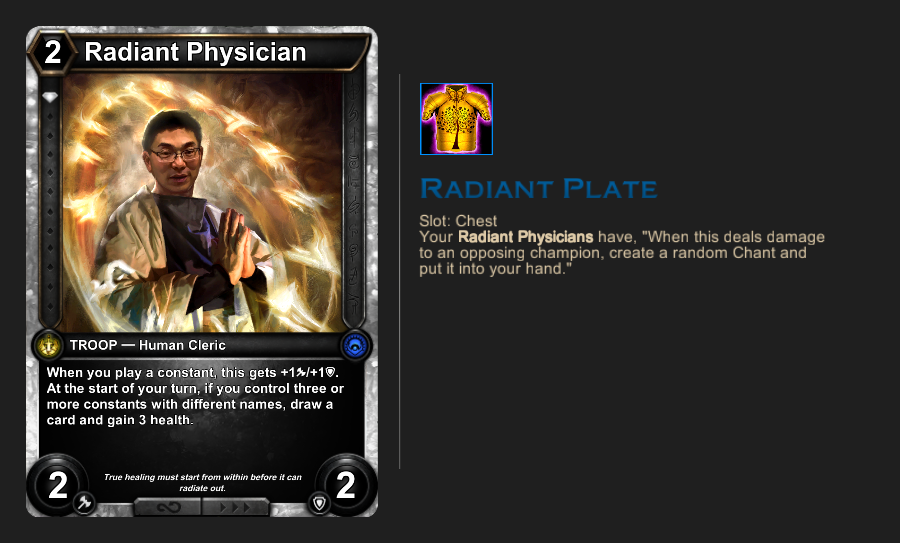 2 Radiant Physician
TROOP — Human Cleric
When you play a constant, this gets +1/+1.
At the start of your turn, if you control three or
more constants with different names, draw a
card and gain 3 health.
True healing must start from within before it can
radiate out.
2 2
RADIANT PLATE
Slot: Chest
Your Radiant Physicians have, "When this deals damage
to an opposing champion, create a random Chant and
put it into your hand."